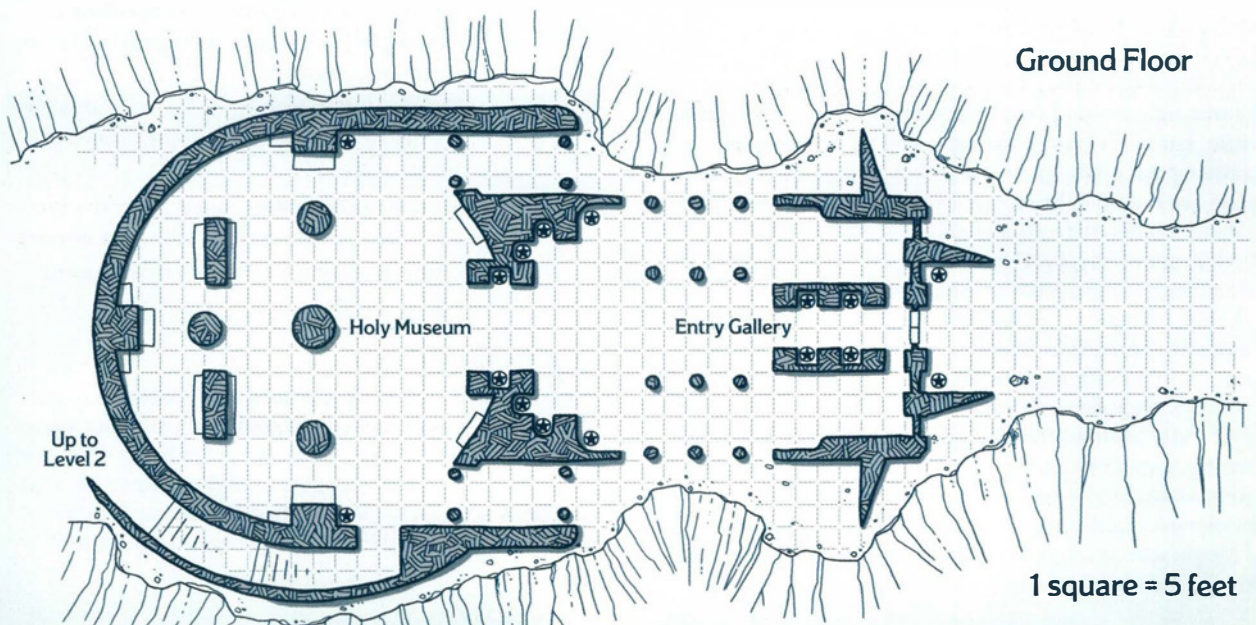 Ground Floor
Holy Museum
Entry Gallery
Up to
Level 2
1 square = 5 feet